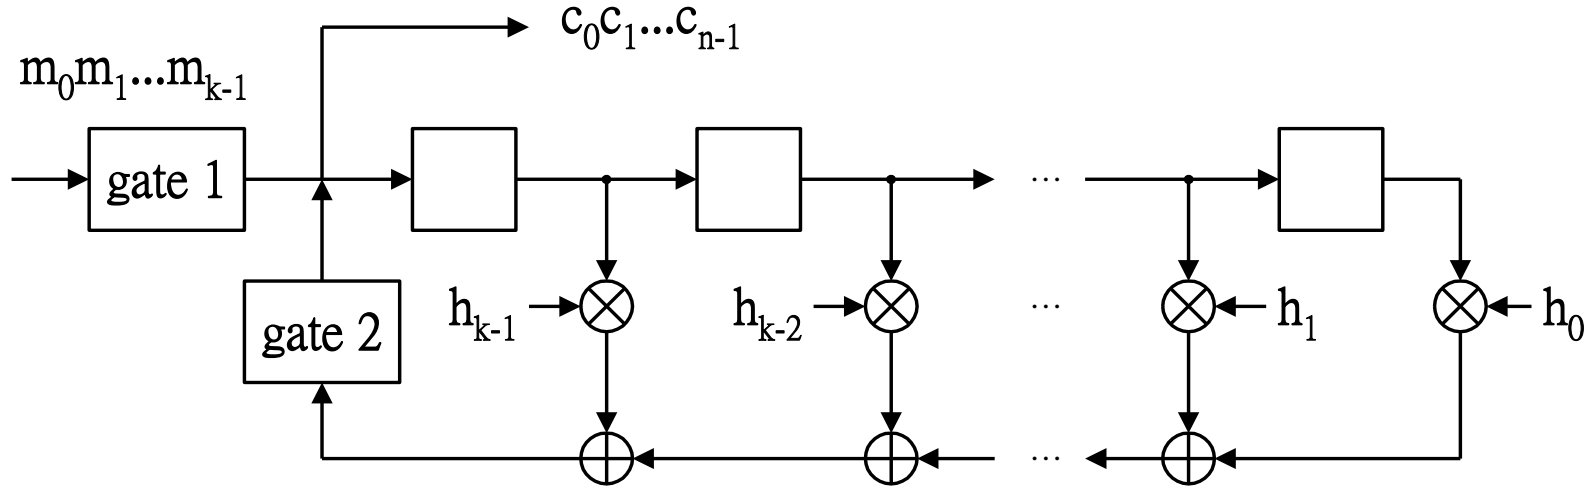 c₀c₁...cₙ₋₁
m₀m₁...mₖ₋₁
gate 1
...
gate 2
hₖ₋₁
hₖ₋₂
...
h₁
h₀
...